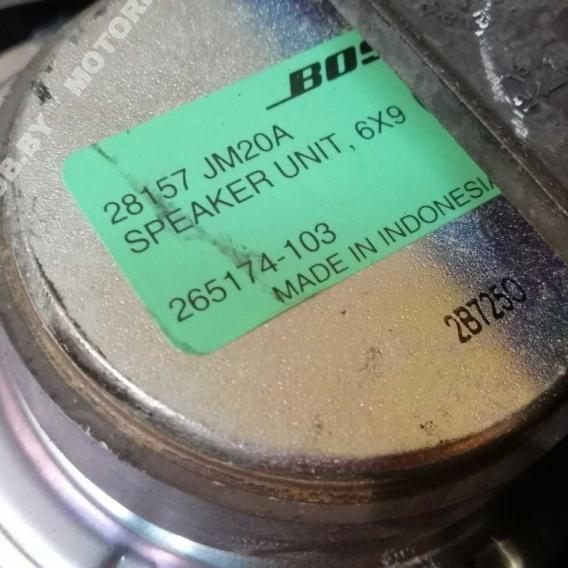 BOS
28157 JM20A
SPEAKER UNIT, 6X9
265174-103
MADE IN INDONESIA
2B7250